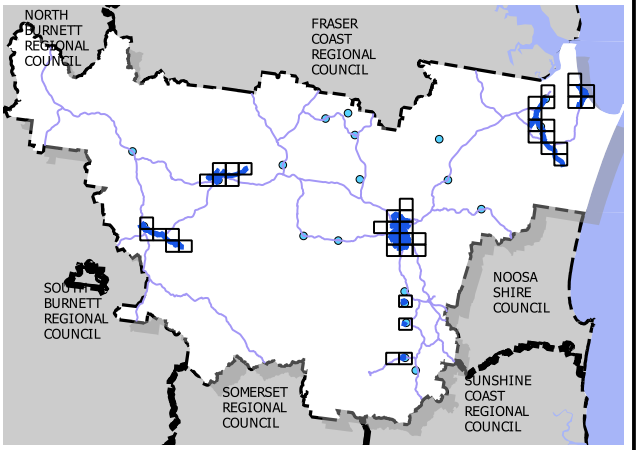 NORTH
BURNETT
REGIONAL
COUNCIL
FRASER
COAST
REGIONAL
COUNCIL
SOUTH
BURNETT
REGIONAL
COUNCIL
NOOSA
SHIRE
COUNCIL
SOMERSET
REGIONAL
COUNCIL
SUNSHINE
COAST
REGIONAL
COUNCIL